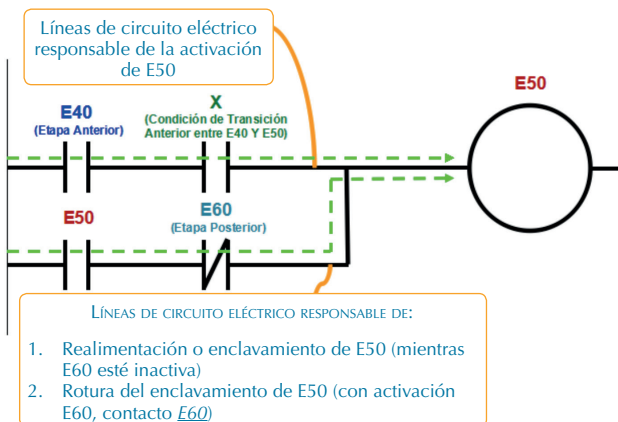 Líneas de circuito eléctrico
responsable de la activación
de E50
E50
E40
(Etapa Anterior)
X
(Condición de Transición
Anterior entre E40 Y E50)
E50
E60
(Etapa Posterior)
Líneas de circuito eléctrico responsable de:
1. Realimentación o enclavamiento de E50 (mientras
E60 esté inactiva)
2. Rotura del enclavamiento de E50 (con activación
E60, contacto E60)